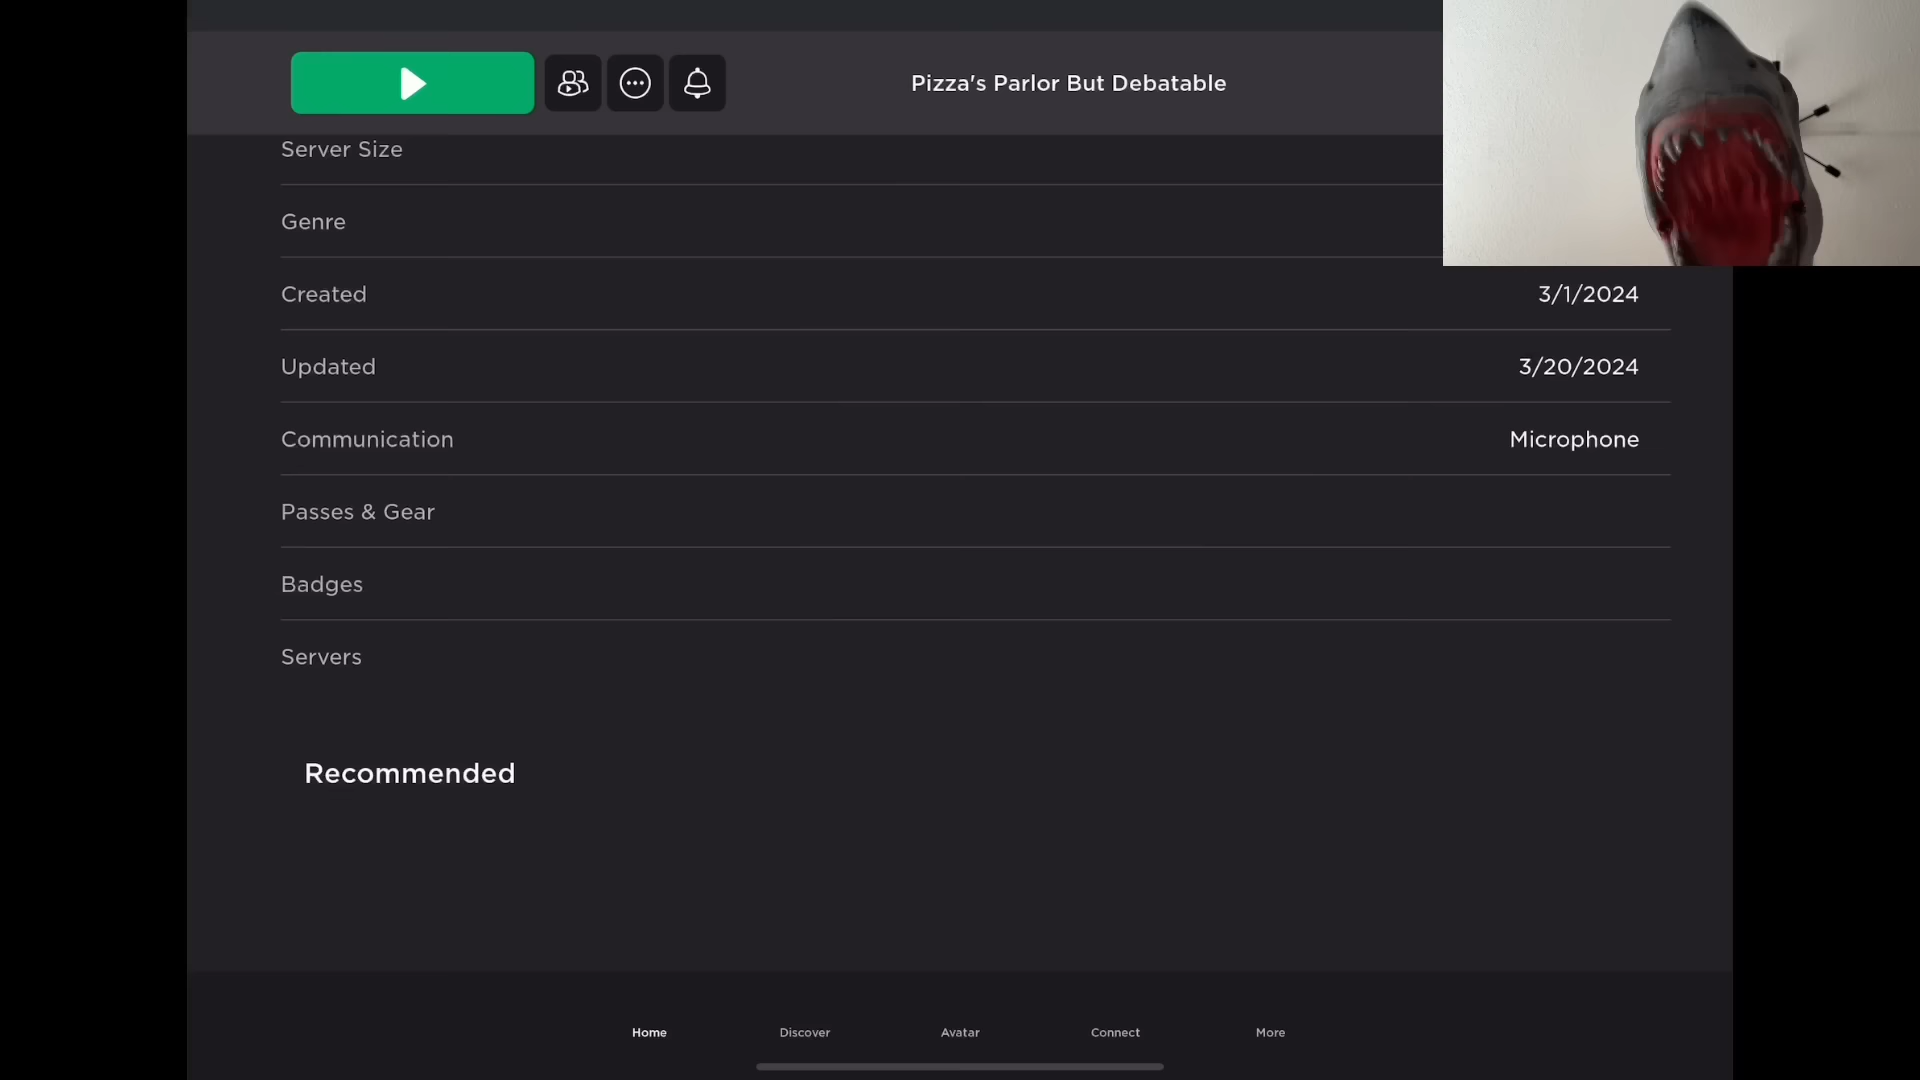 Pizza's Parlor But Debatable
Server Size
Genre
Created 3/1/2024
Updated 3/20/2024
Communication Microphone
Passes & Gear
Badges
Servers
Recommended
Home Discover Avatar Connect More